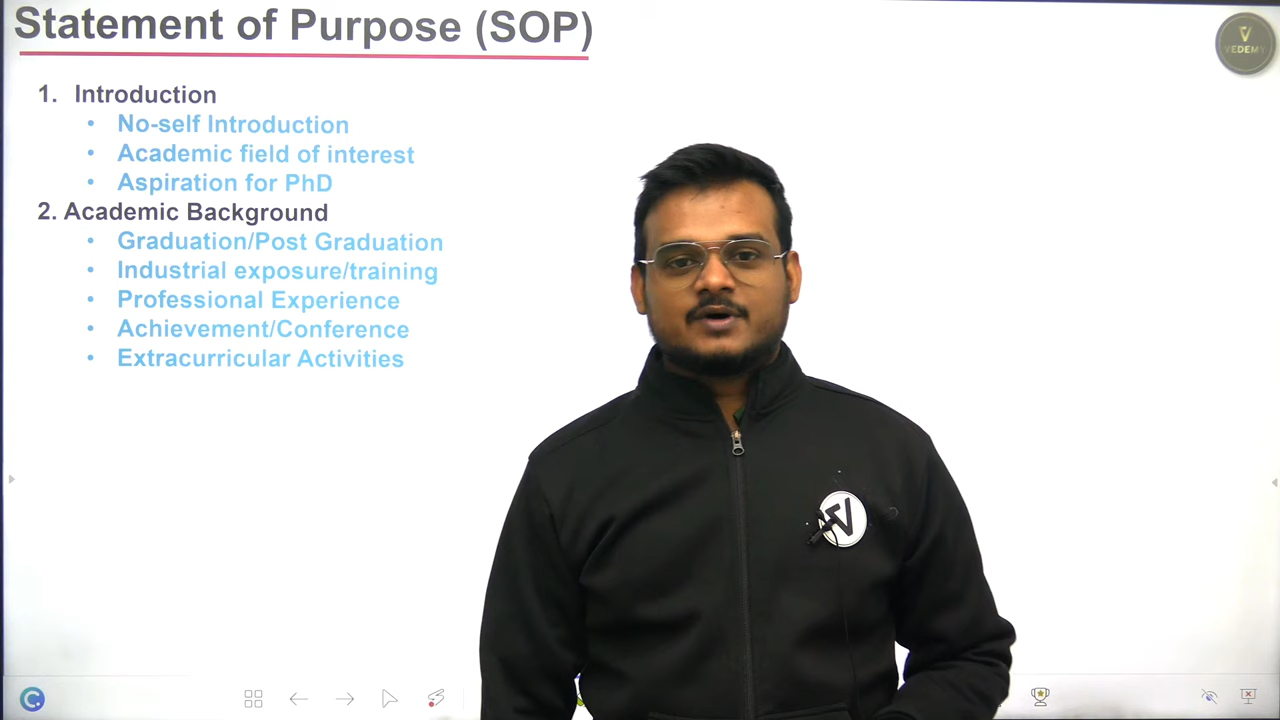 Statement of Purpose (SOP)
VEDEMY
1. Introduction
• No-self Introduction
• Academic field of interest
• Aspiration for PhD
2. Academic Background
• Graduation/Post Graduation
• Industrial exposure/training
• Professional Experience
• Achievement/Conference
• Extracurricular Activities